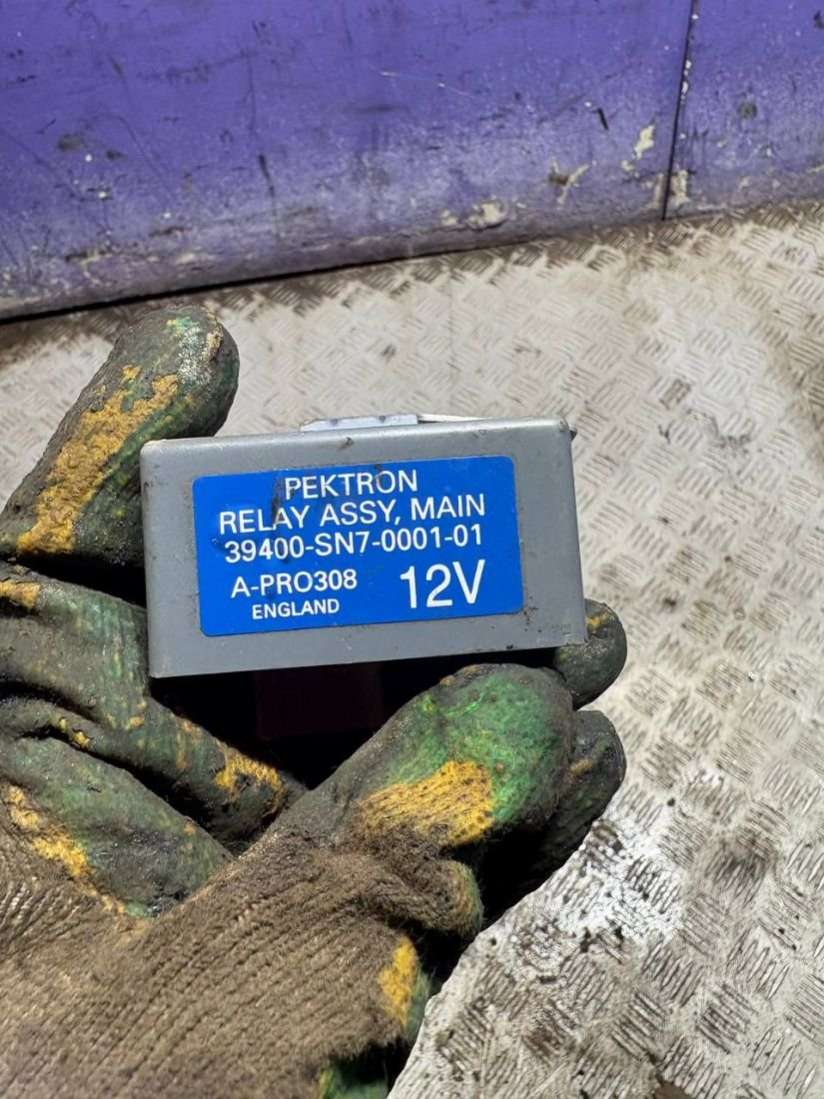 PEKTRON
RELAY ASSY, MAIN
39400-SN7-0001-01
A-PRO308 12V
ENGLAND